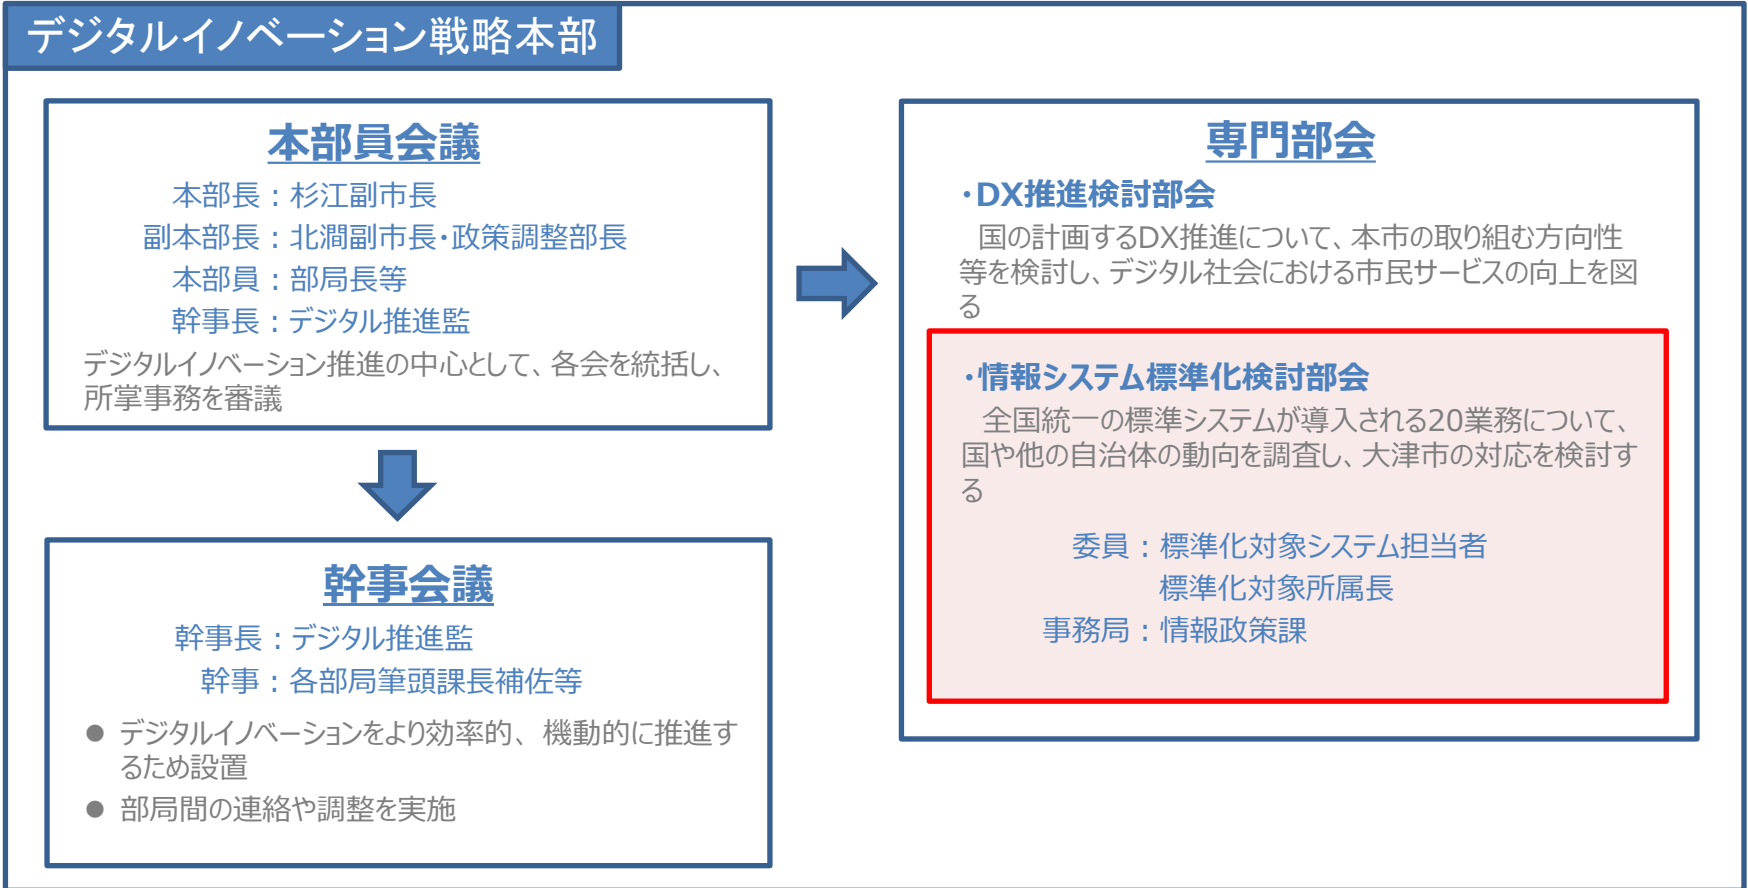 デジタルイノベーション戦略本部
本部員会議
本部長：杉江副市長
副本部長：北澗副市長・政策調整部長
本部員：部局長等
幹事長：デジタル推進監
デジタルイノベーション推進の中心として、各会を統括し、
所掌事務を審議
幹事会議
幹事長：デジタル推進監
幹事：各部局筆頭課長補佐等
● デジタルイノベーションをより効率的、機動的に推進す
るため設置
● 部局間の連絡や調整を実施
専門部会
・DX推進検討部会
国の計画するDX推進について、本市の取り組む方向性
等を検討し、デジタル社会における市民サービスの向上を図
る
・情報システム標準化検討部会
全国統一の標準システムが導入される20業務について、
国や他の自治体の動向を調査し、大津市の対応を検討す
る
委員：標準化対象システム担当者
標準化対象所属長
事務局：情報政策課